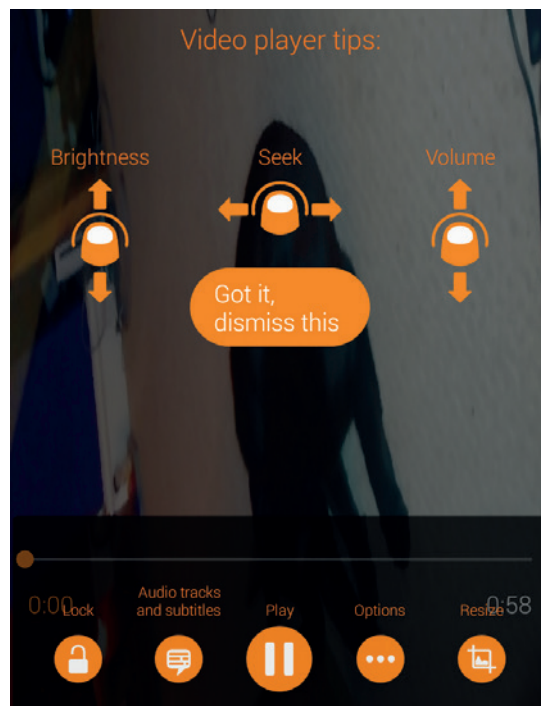 Video player tips:
Brightness
Seek
Volume
Got it,
dismiss this
0:00
0:58
Lock
Audio tracks
and subtitles
Play
Options
Resize